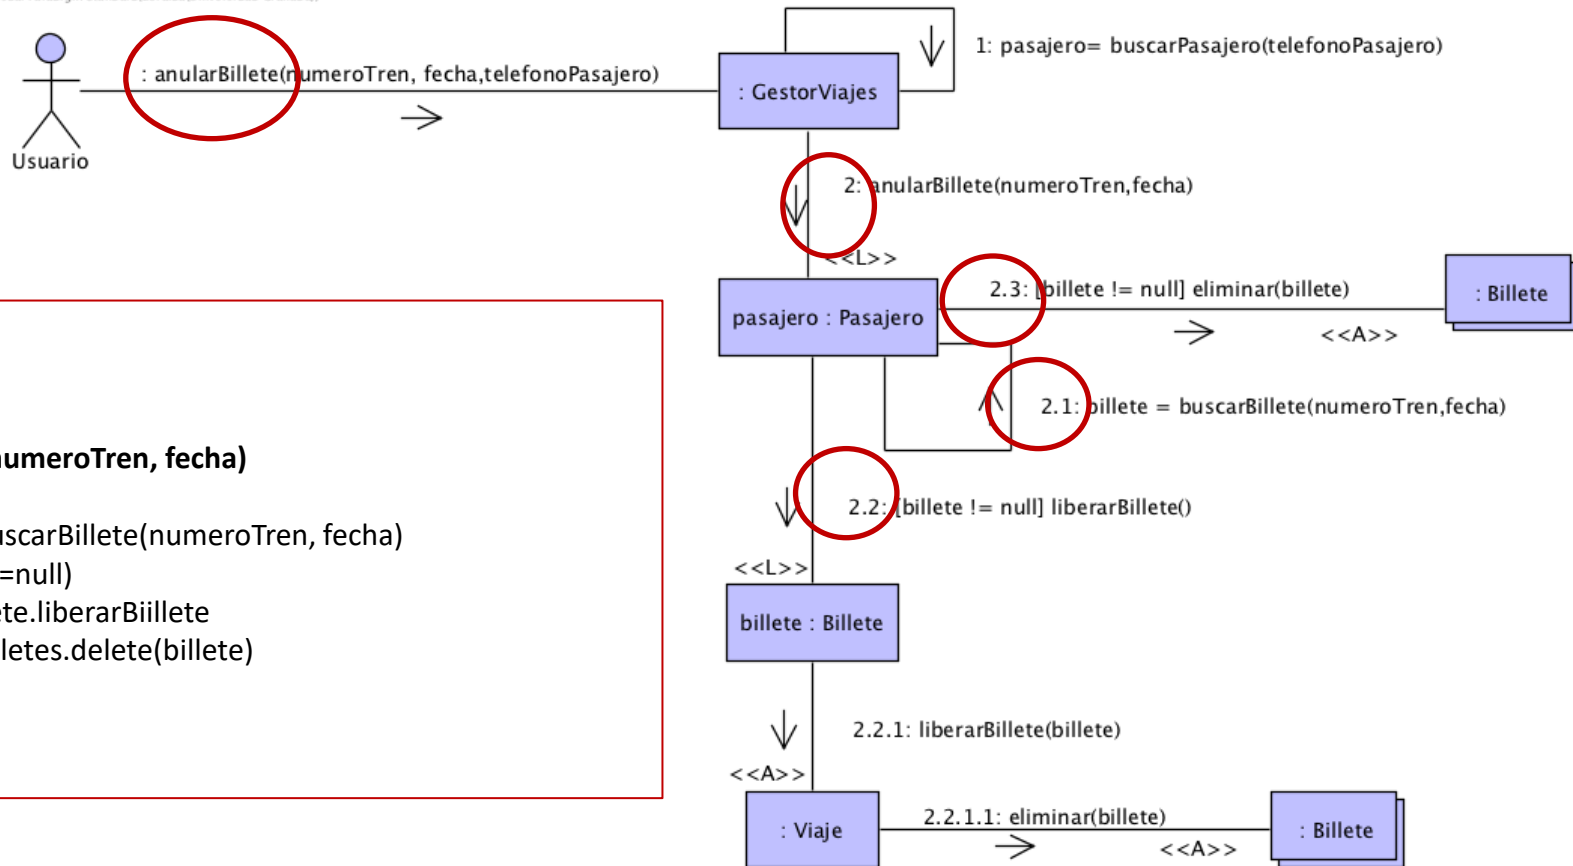 : anularBillete(numeroTren, fecha,telefonoPasajero)
Usuario
: GestorViajes
1: pasajero= buscarPasajero(telefonoPasajero)
2: anularBillete(numeroTren,fecha)
<<L>>
pasajero : Pasajero
2.3: [billete != null] eliminar(billete)
<<A>>
: Billete
2.1: billete = buscarBillete(numeroTren,fecha)
2.2: [billete != null] liberarBillete()
<<L>>
billete : Billete
2.2.1: liberarBillete(billete)
<<A>>
: Viaje
2.2.1.1: eliminar(billete)
<<A>>
: Billete
numeroTren, fecha)
uscarBillete(numeroTren, fecha)
=null)
ete.liberarBiillete
lletes.delete(billete)